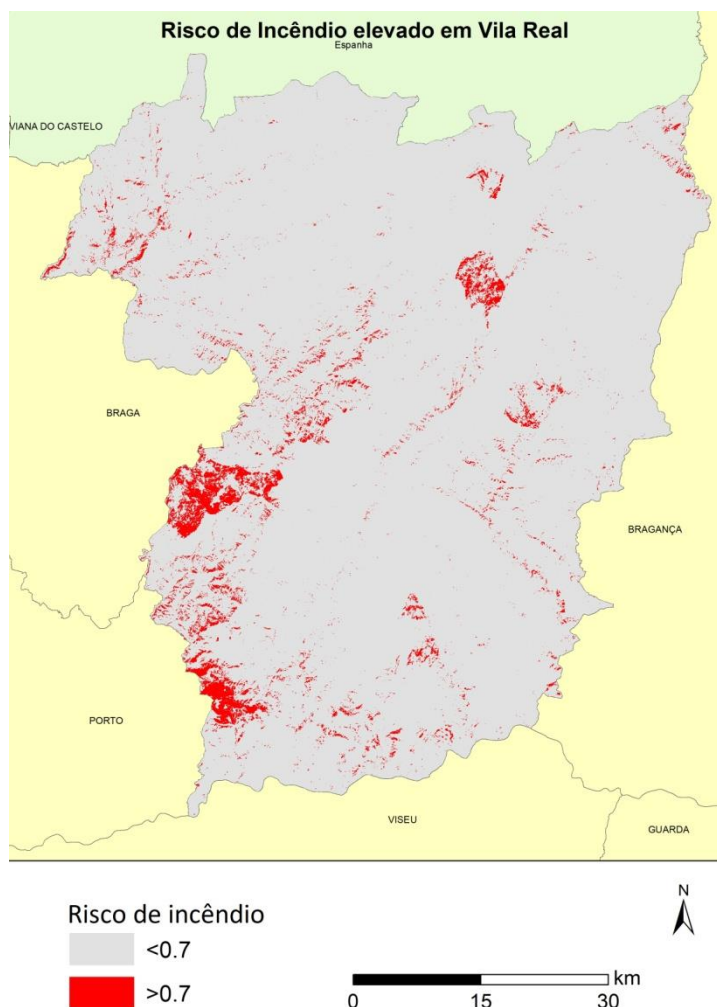 Risco de Incêndio elevado em Vila Real
Espanha
VIANA DO CASTELO
BRAGA
BRAGANÇA
PORTO
VISEU
GUARDA
Risco de incêndio
<0.7
>0.7
N
km
0 15 30